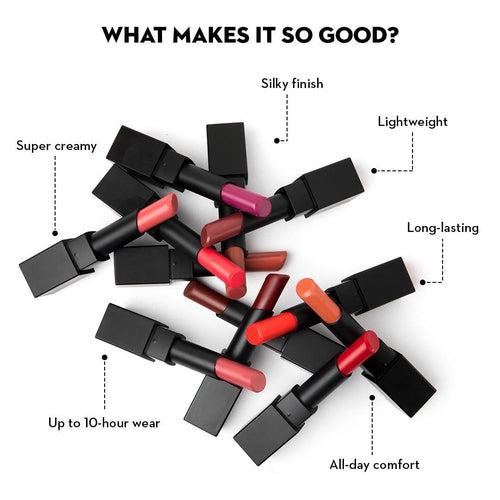 WHAT MAKES IT SO GOOD?
Silky finish
Lightweight
Super creamy
Long-lasting
Up to 10-hour wear
All-day comfort